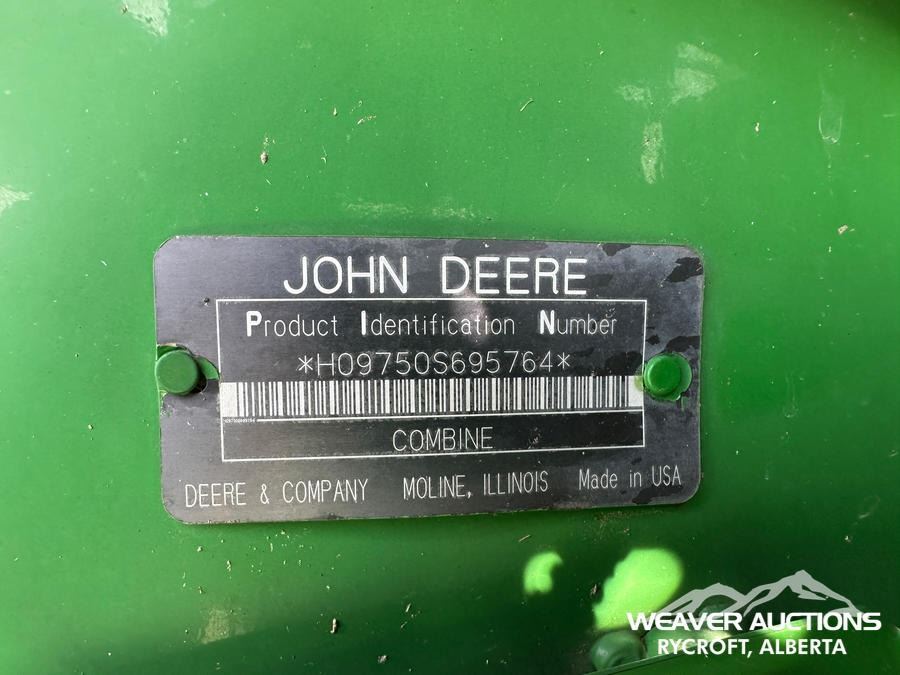 JOHN DEERE
Product Identification Number
*H09750S695764*
COMBINE
DEERE & COMPANY MOLINE, ILLINOIS Made in USA
WEAVER AUCTIONS
RYCROFT, ALBERTA